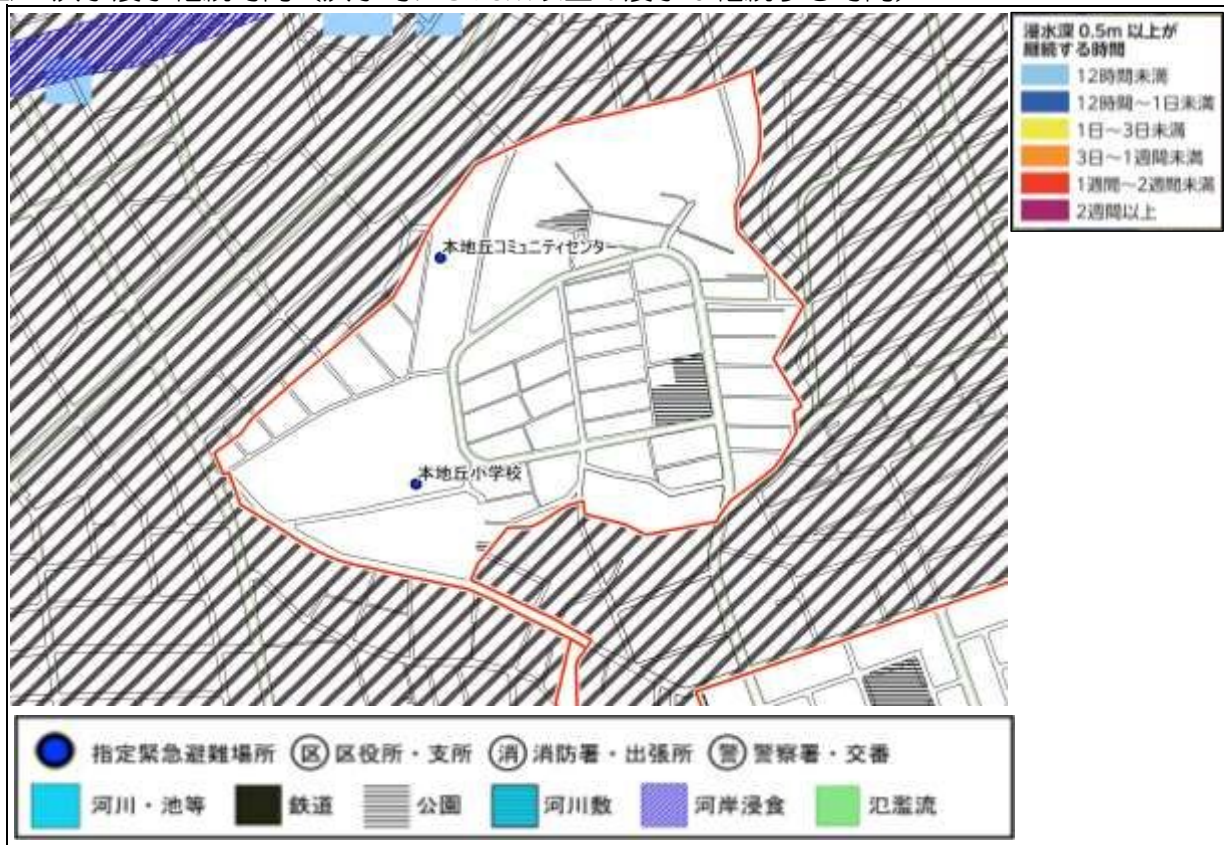 浸水深 0.5m 以上が
継続する時間
12時間未満
12時間~1日未満
1日~3日未満
3日~1週間未満
1週間~2週間未満
2週間以上
本地丘コミュニティセンター
本地丘小学校
指定緊急避難場所 区 区役所・支所 消 消防署・出張所 警 警察署・交番
河川・池等 鉄道 公園 河川敷 河岸浸食 氾濫流